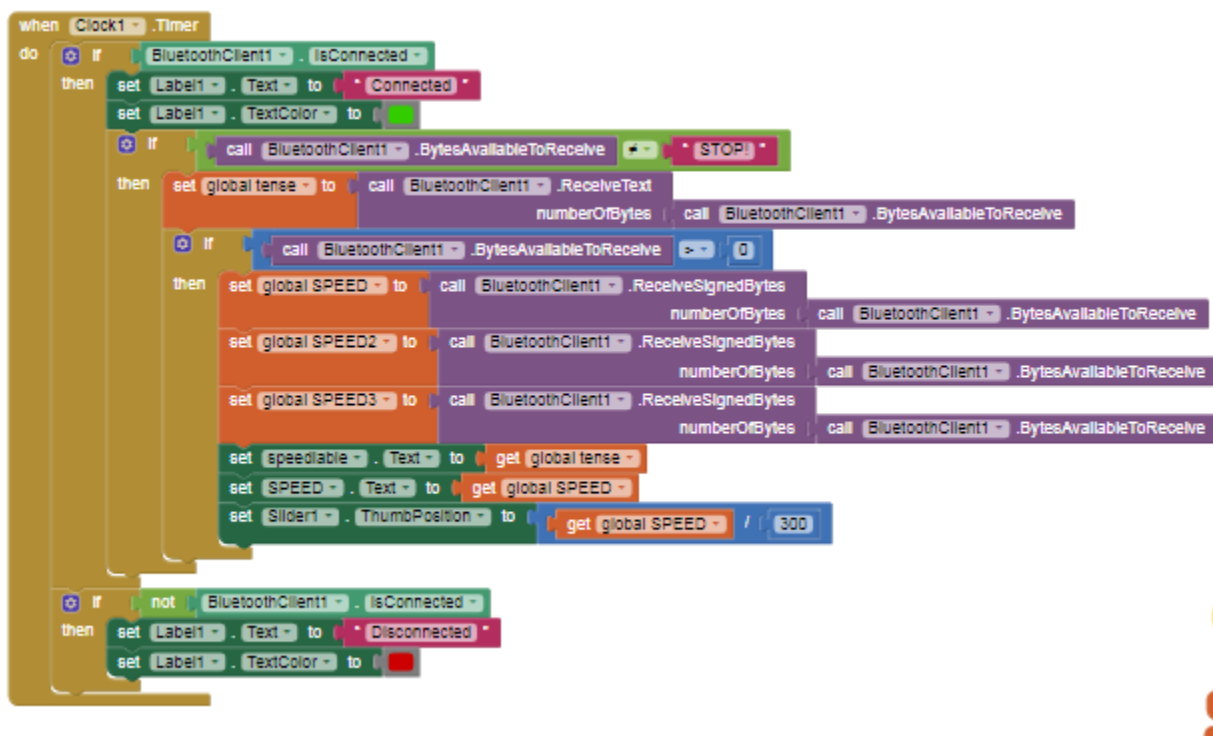 when Clock1 .Timer
do if BluetoothClient1 . IsConnected
then set Label1 . Text to " Connected "
set Label1 . TextColor to
if call BluetoothClient1 .BytesAvailableToReceive ≠ " STOP! "
then set global tense to call BluetoothClient1 .ReceiveText
numberOfBytes call BluetoothClient1 .BytesAvailableToReceive
if call BluetoothClient1 .BytesAvailableToReceive > 0
then set global SPEED to call BluetoothClient1 .ReceiveSignedBytes
numberOfBytes call BluetoothClient1 .BytesAvailableToReceive
set global SPEED2 to call BluetoothClient1 .ReceiveSignedBytes
numberOfBytes call BluetoothClient1 .BytesAvailableToReceive
set global SPEED3 to call BluetoothClient1 .ReceiveSignedBytes
numberOfBytes call BluetoothClient1 .BytesAvailableToReceive
set speedlable . Text to get global tense
set SPEED . Text to get global SPEED
set Slider1 . ThumbPosition to get global SPEED / 300
if not BluetoothClient1 . IsConnected
then set Label1 . Text to " Disconnected "
set Label1 . TextColor to